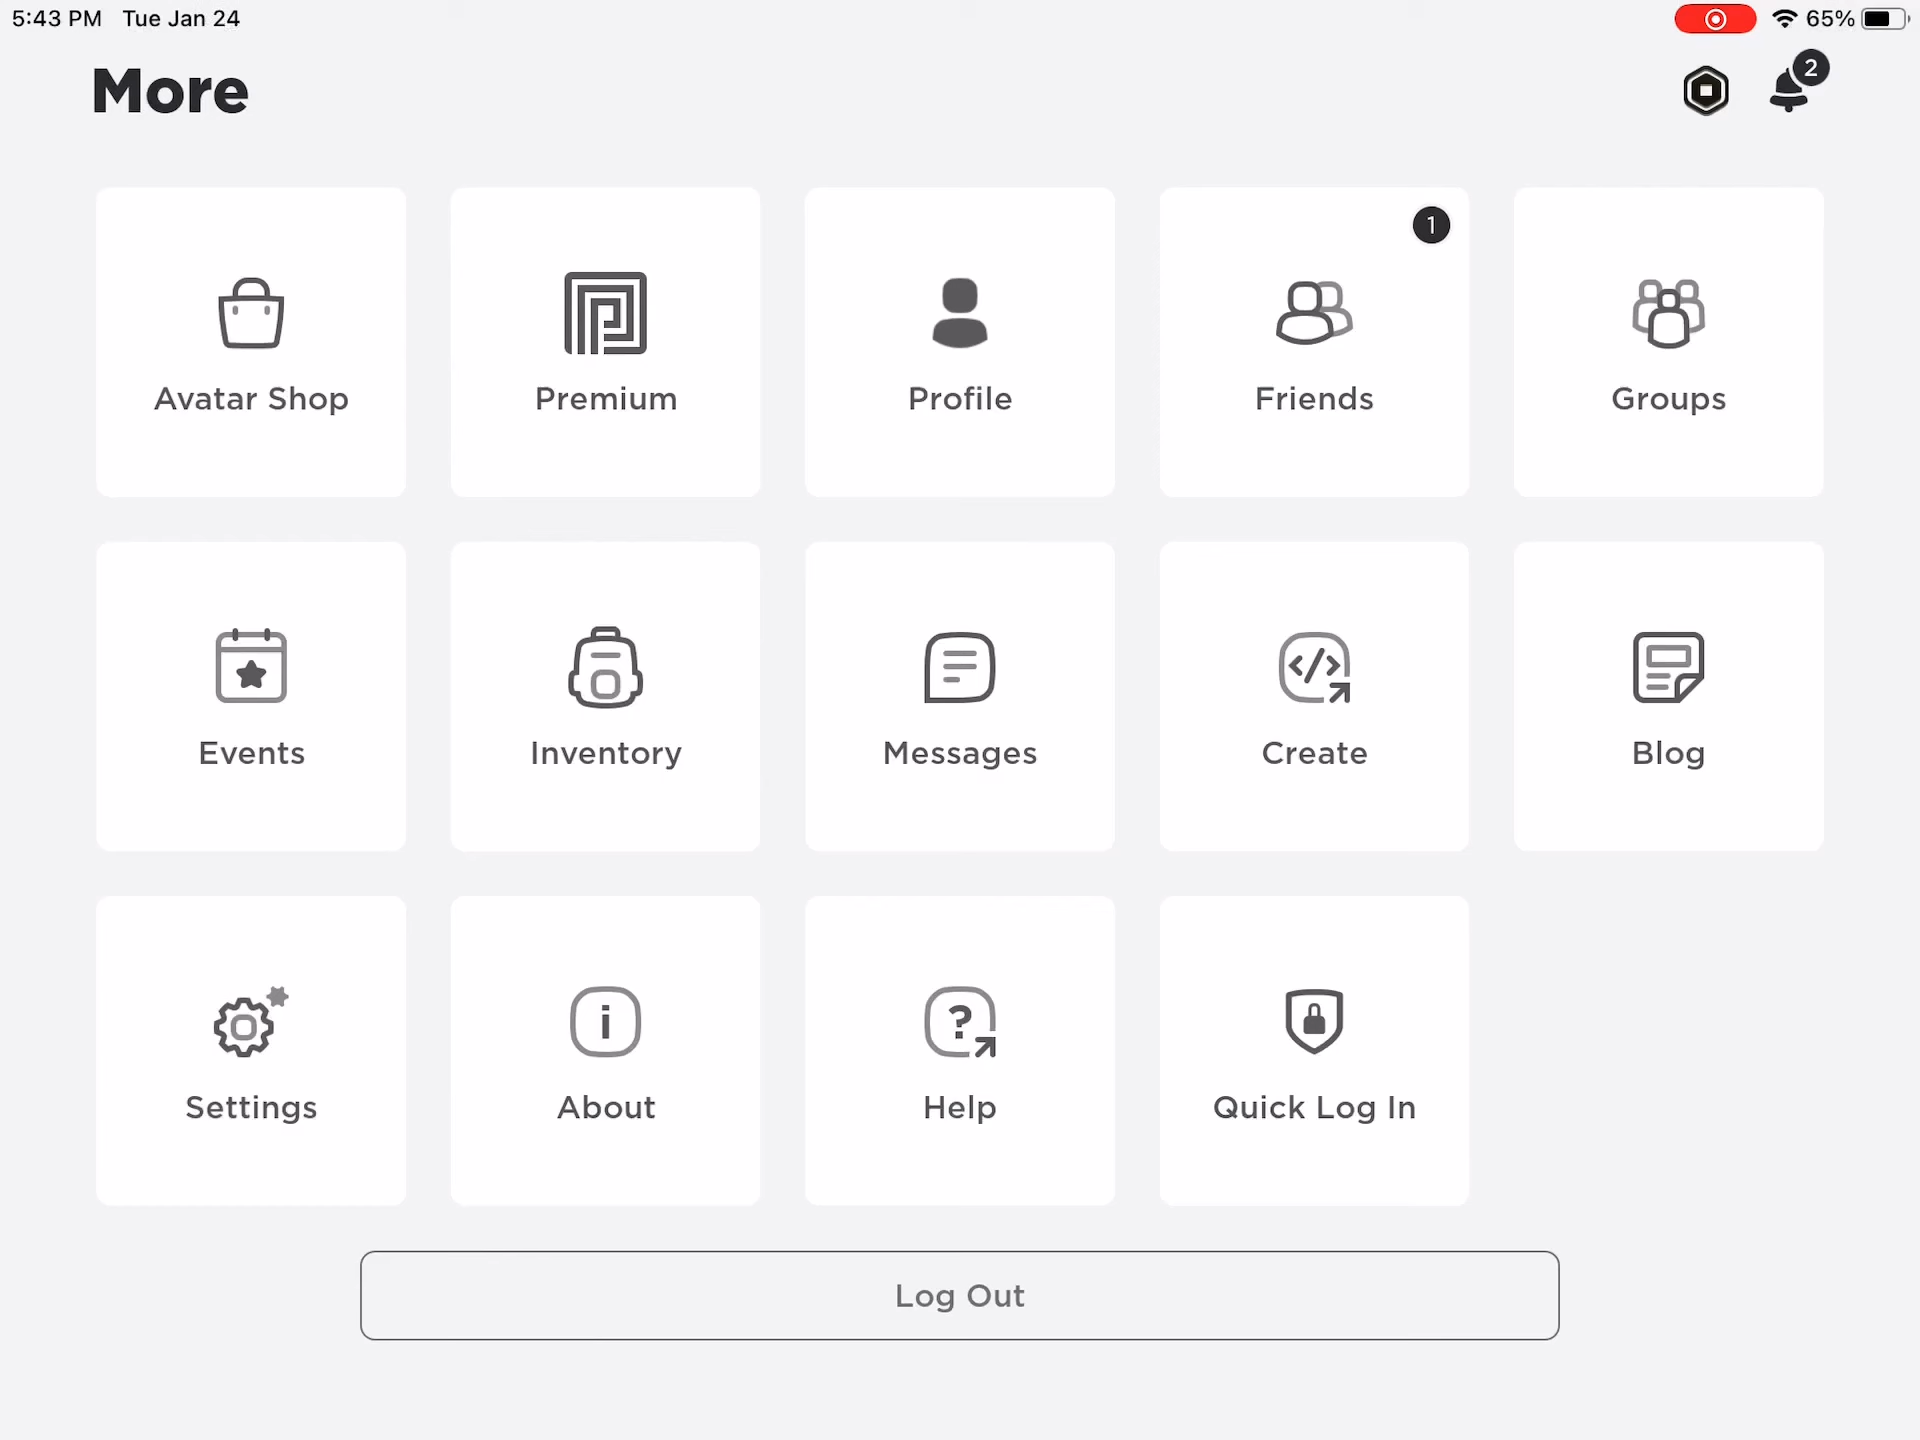 5:43 PM Tue Jan 24
65%
More
2
1
Avatar Shop
Premium
Profile
Friends
Groups
Events
Inventory
Messages
Create
Blog
Settings
About
Help
Quick Log In
Log Out